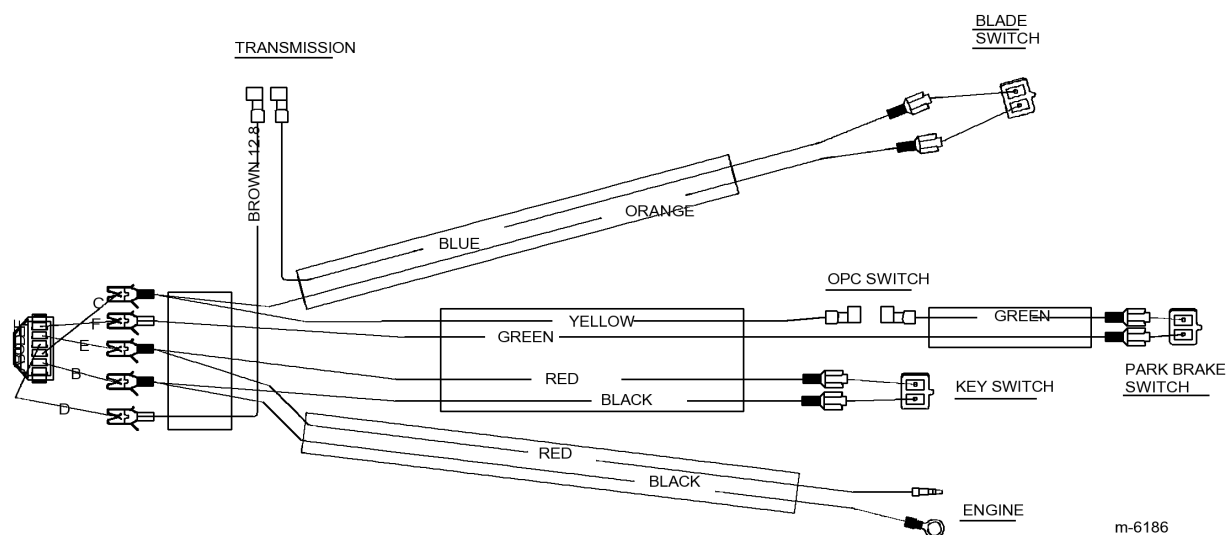 BLADE
SWITCH
TRANSMISSION
BROWN 12.8
ORANGE
BLUE
OPC SWITCH
C
F
YELLOW
GREEN
GREEN
E
B
RED
BLACK
KEY SWITCH
PARK BRAKE
SWITCH
D
RED
BLACK
ENGINE
m-6186